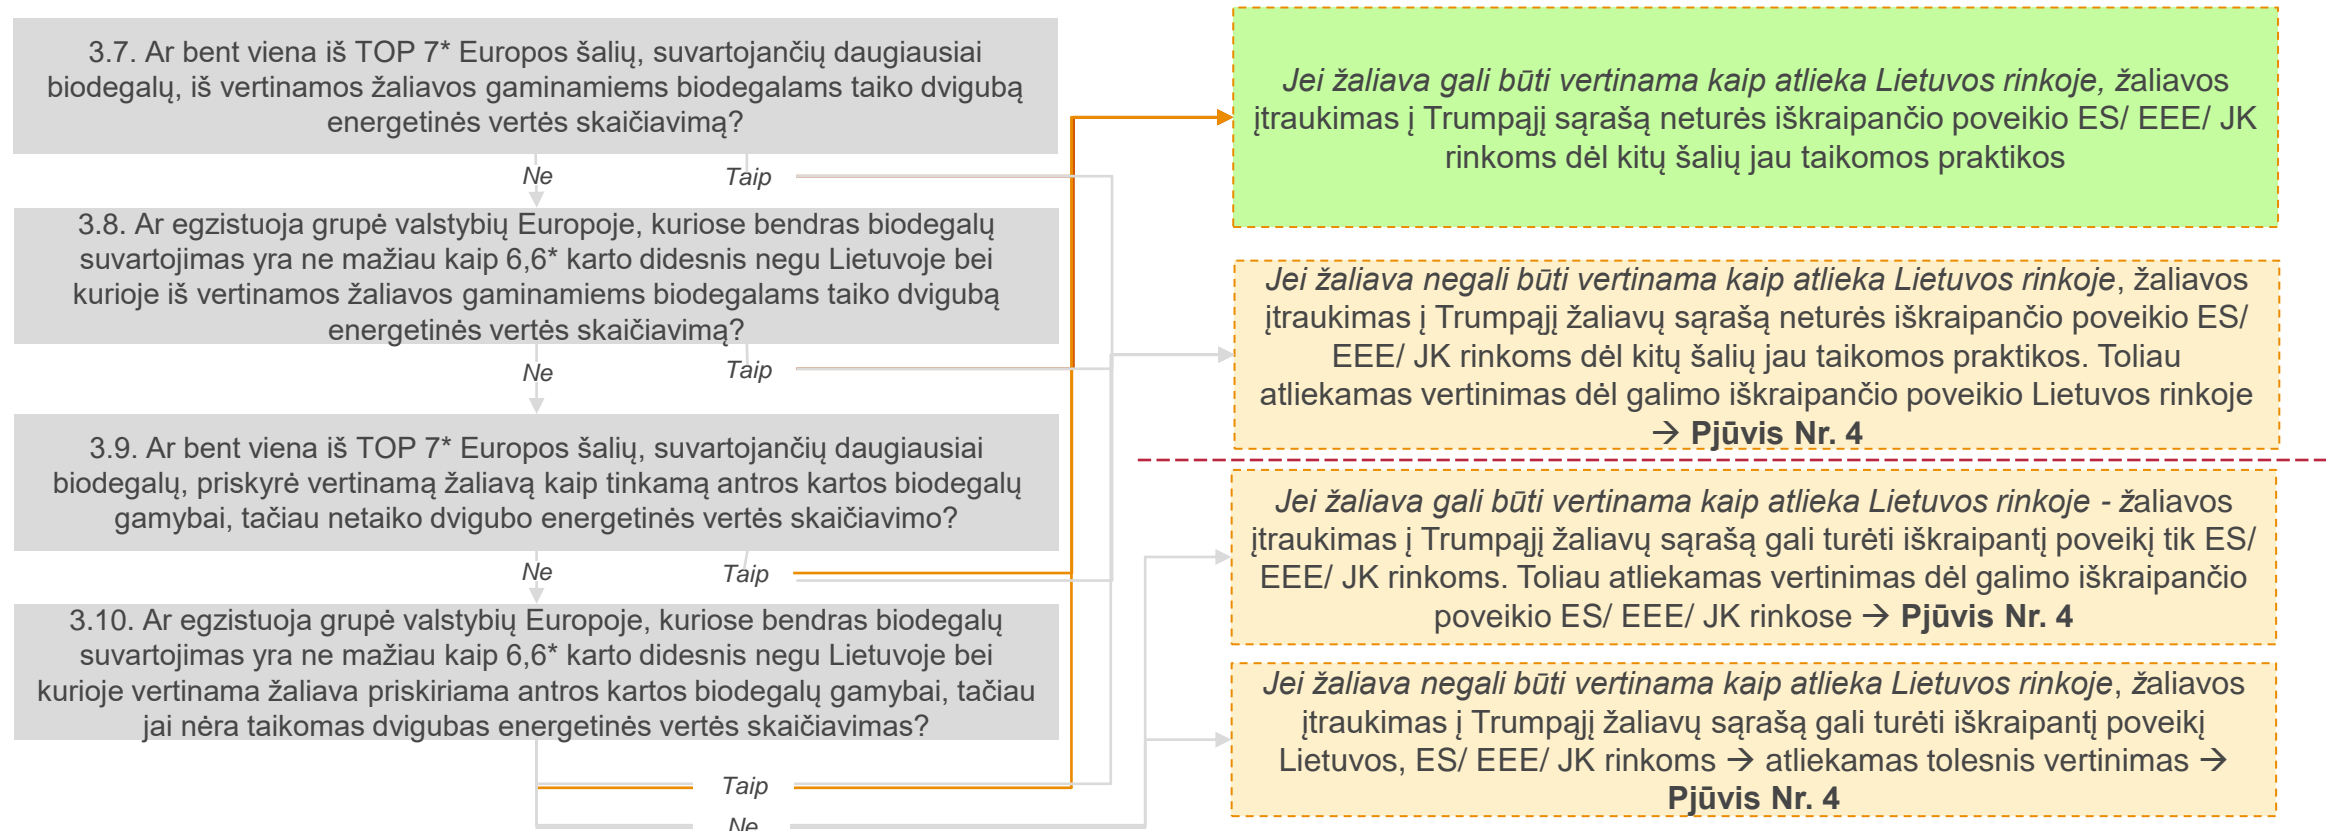 3.7. Ar bent viena iš TOP 7* Europos šalių, suvartojančių daugiausiai
biodegalų, iš vertinamos žaliavos gaminamiems biodegalams taiko dvigubą
energetinės vertės skaičiavimą?
Ne
Taip
3.8. Ar egzistuoja grupė valstybių Europoje, kuriose bendras biodegalų
suvartojimas yra ne mažiau kaip 6,6* karto didesnis negu Lietuvoje bei
kurioje iš vertinamos žaliavos gaminamiems biodegalams taiko dvigubą
energetinės vertės skaičiavimą?
Ne
Taip
3.9. Ar bent viena iš TOP 7* Europos šalių, suvartojančių daugiausiai
biodegalų, priskyrė vertinamą žaliavą kaip tinkamą antros kartos biodegalų
gamybai, tačiau netaiko dvigubo energetinės vertės skaičiavimo?
Ne
Taip
3.10. Ar egzistuoja grupė valstybių Europoje, kuriose bendras biodegalų
suvartojimas yra ne mažiau kaip 6,6* karto didesnis negu Lietuvoje bei
kurioje vertinama žaliava priskiriama antros kartos biodegalų gamybai, tačiau
jai nėra taikomas dvigubas energetinės vertės skaičiavimas?
Taip
Ne
Jei žaliava gali būti vertinama kaip atlieka Lietuvos rinkoje, žaliavos
įtraukimas į Trumpąjį sąrašą neturės iškraipančio poveikio ES/ EEE/ JK
rinkoms dėl kitų šalių jau taikomos praktikos
Jei žaliava negali būti vertinama kaip atlieka Lietuvos rinkoje, žaliavos
įtraukimas į Trumpąjį žaliavų sąrašą neturės iškraipančio poveikio ES/
EEE/ JK rinkoms dėl kitų šalių jau taikomos praktikos. Toliau
atliekamas vertinimas dėl galimo iškraipančio poveikio Lietuvos rinkoje
→ Pjūvis Nr. 4
Jei žaliava gali būti vertinama kaip atlieka Lietuvos rinkoje - žaliavos
įtraukimas į Trumpąjį žaliavų sąrašą gali turėti iškraipantį poveikį tik ES/
EEE/ JK rinkoms. Toliau atliekamas vertinimas dėl galimo iškraipančio
poveikio ES/ EEE/ JK rinkose → Pjūvis Nr. 4
Jei žaliava negali būti vertinama kaip atlieka Lietuvos rinkoje, žaliavos
įtraukimas į Trumpąjį žaliavų sąrašą gali turėti iškraipantį poveikį
Lietuvos, ES/ EEE/ JK rinkoms → atliekamas tolesnis vertinimas →
Pjūvis Nr. 4